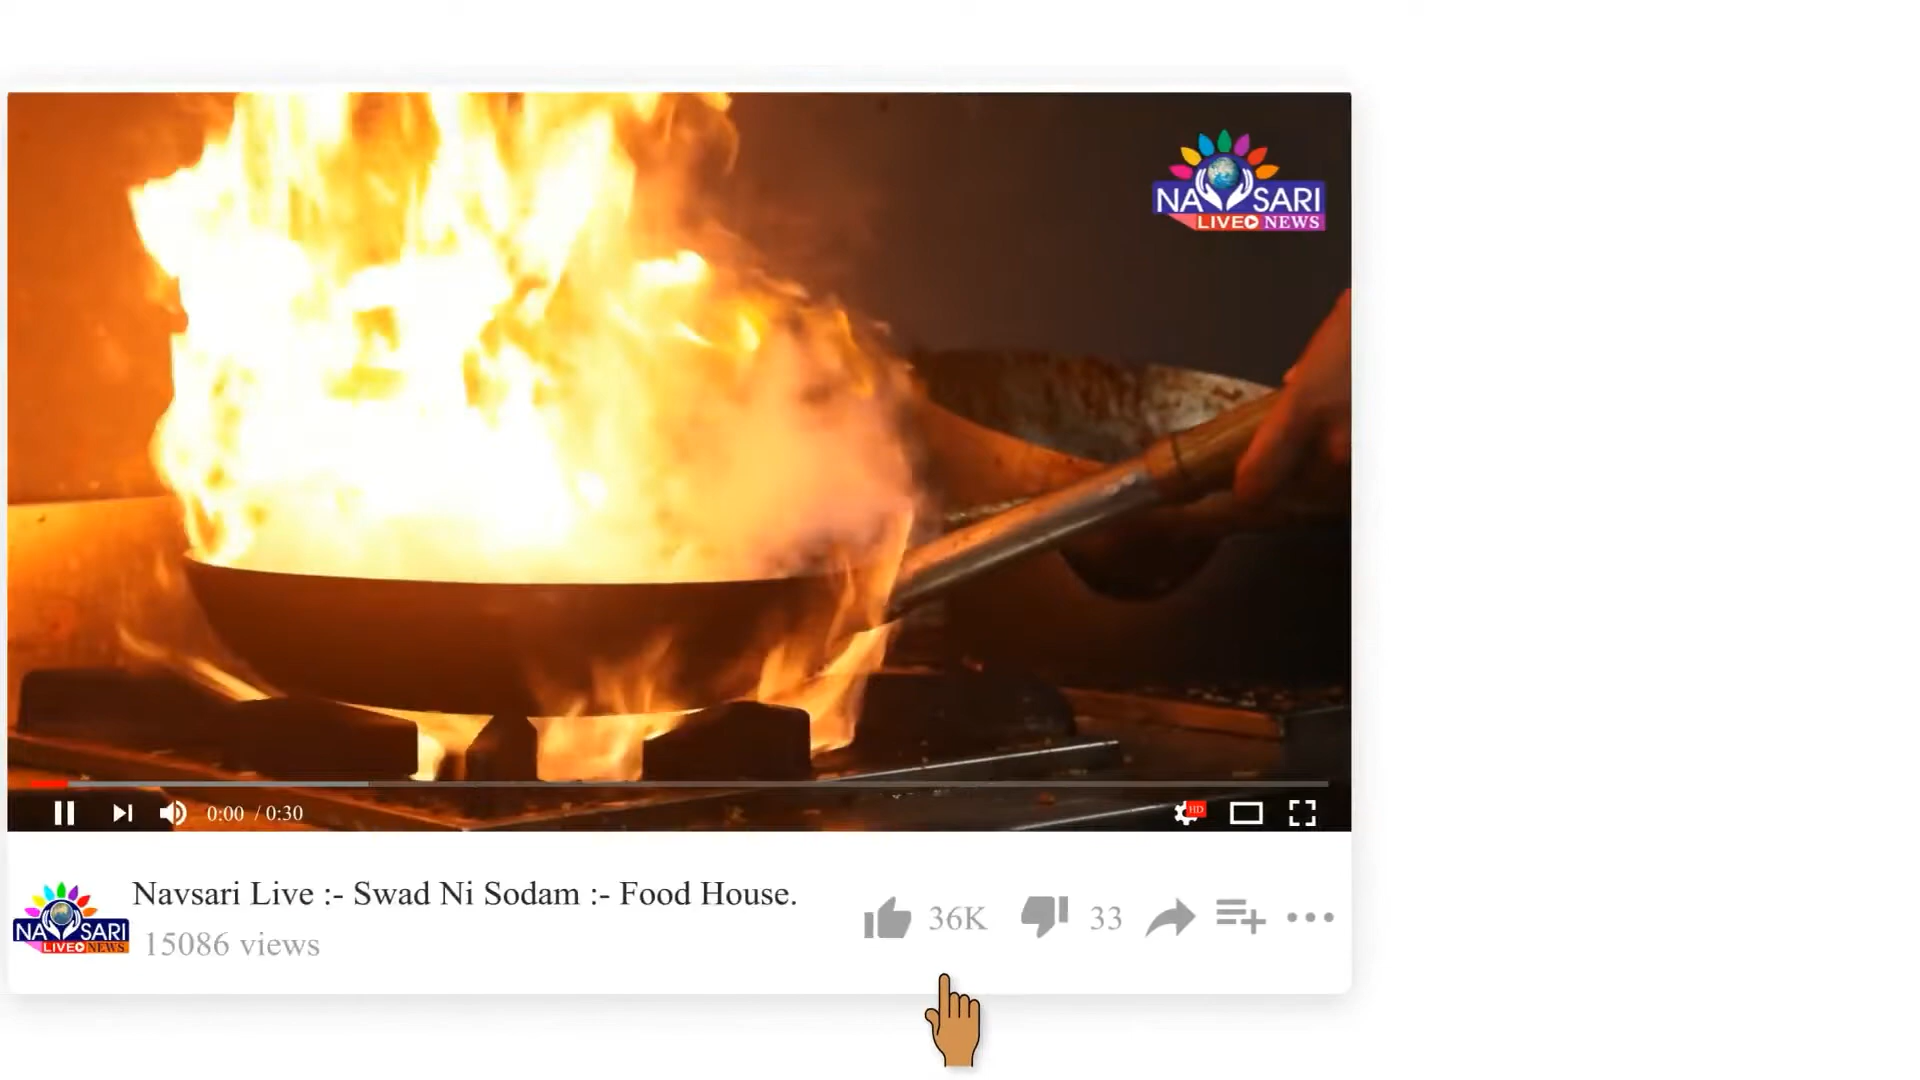 NAVSARI
LIVE NEWS
0:00 / 0:30
HD
Navsari Live :- Swad Ni Sodam :- Food House.
15086 views
36K
33
NAVSARI
LIVE NEWS